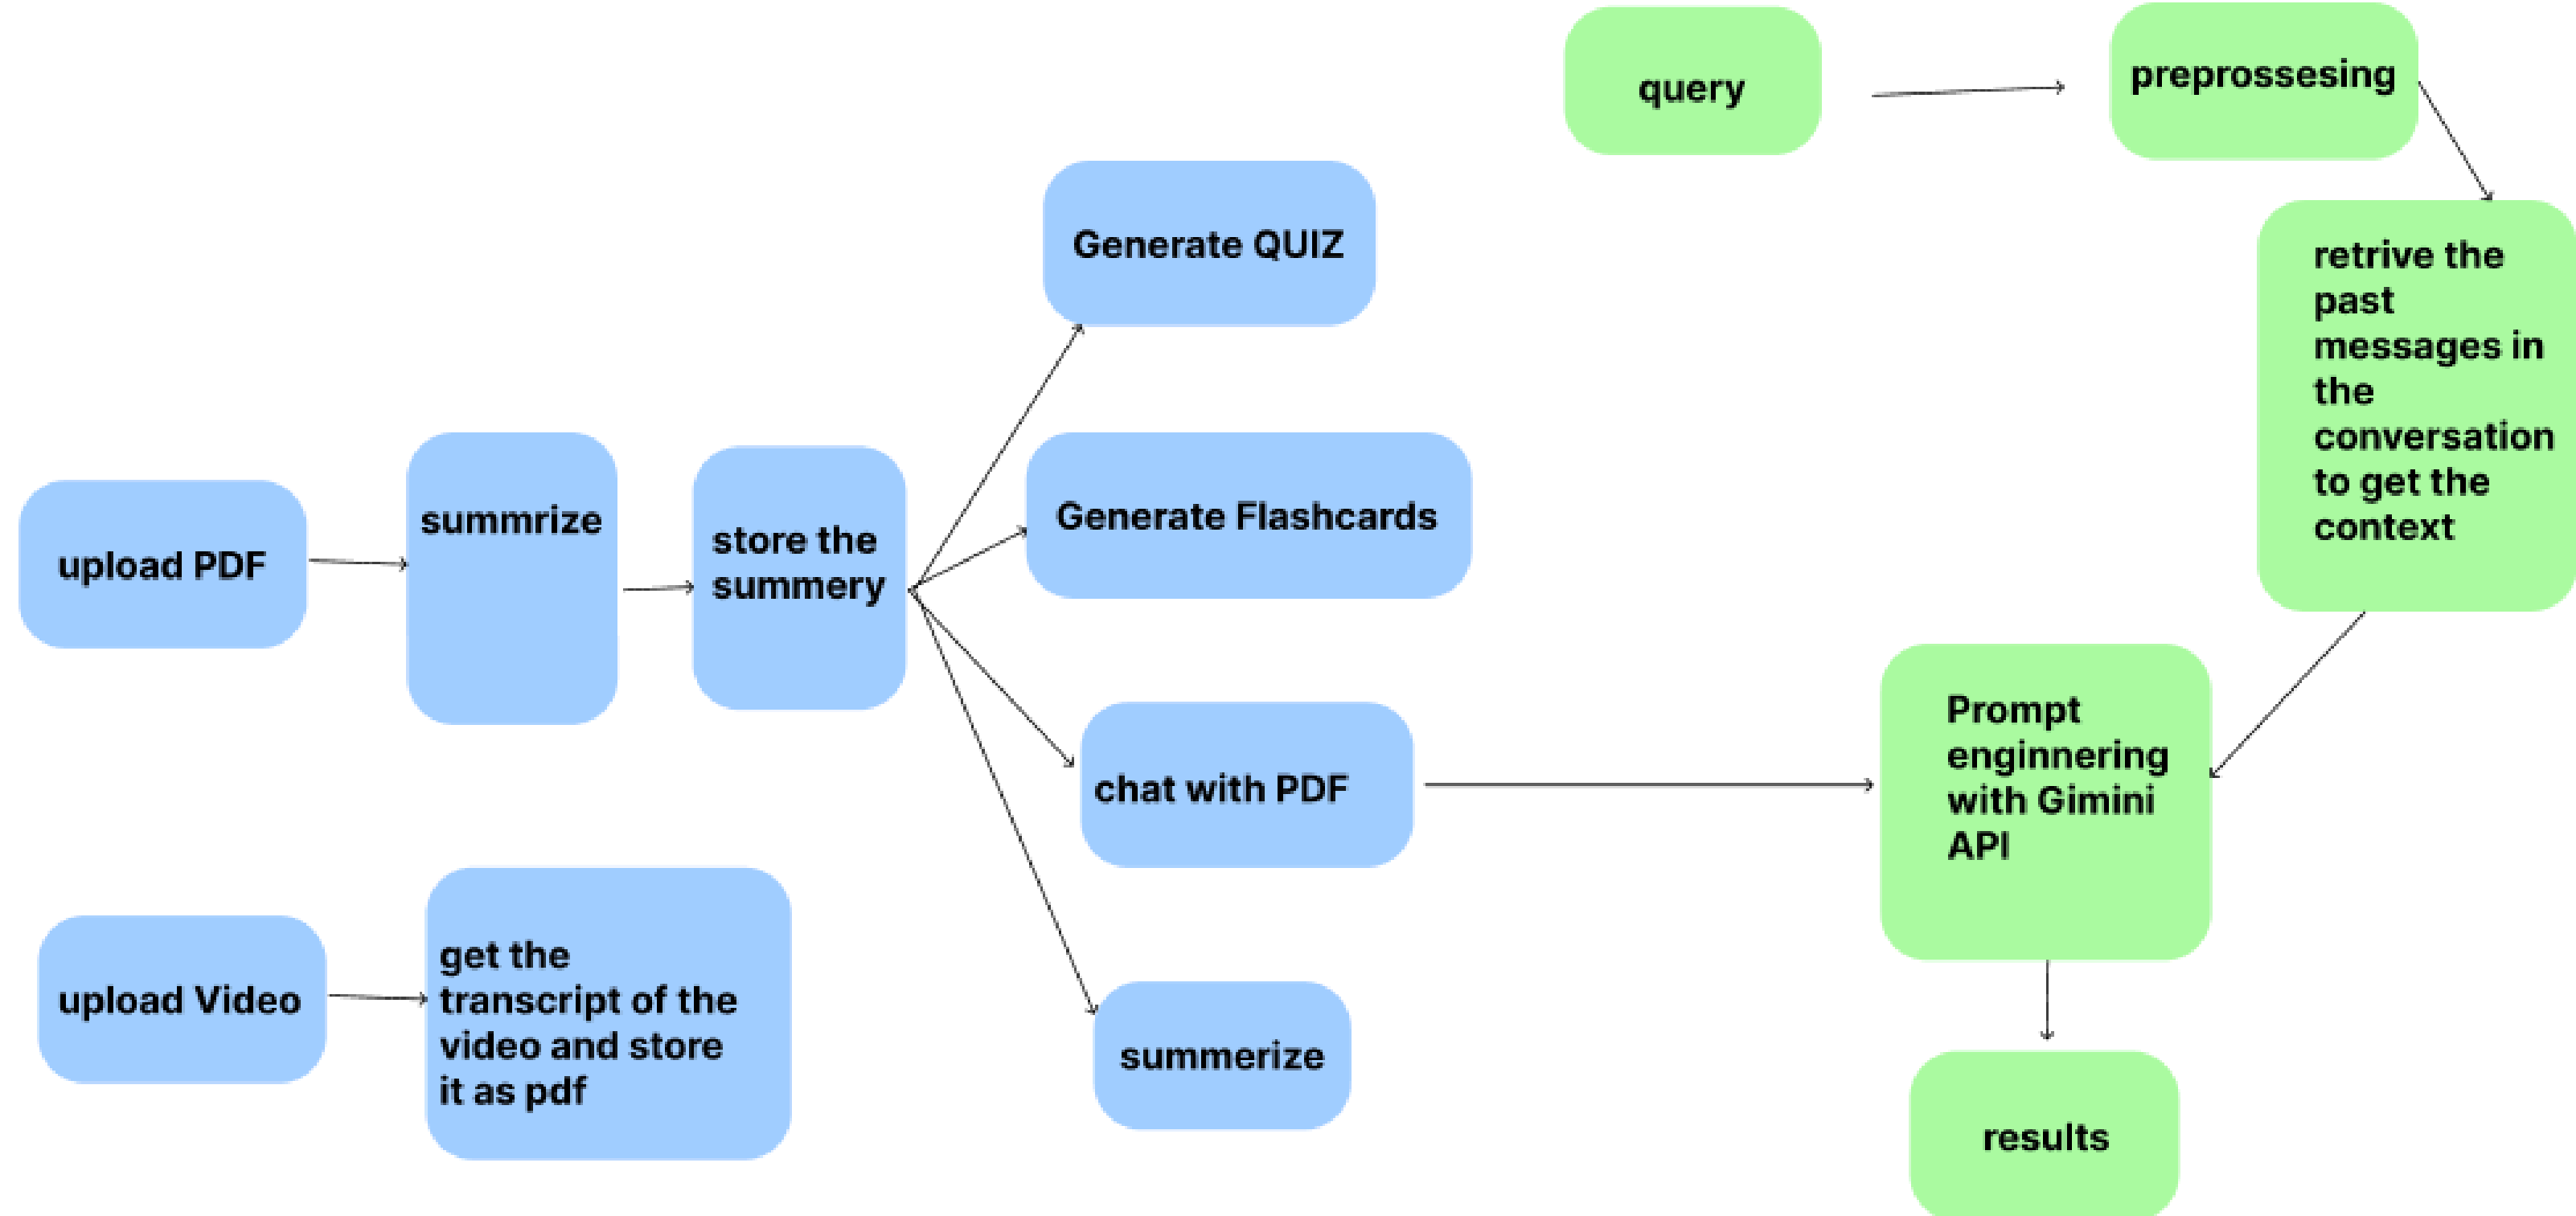 query
preprossesing
retrive the
past
messages in
the
conversation
to get the
context
Generate QUIZ
Generate Flashcards
upload PDF
summrize
store the
summery
chat with PDF
Prompt
enginnering
with Gimini
API
upload Video
get the
transcript of the
video and store
it as pdf
summerize
results